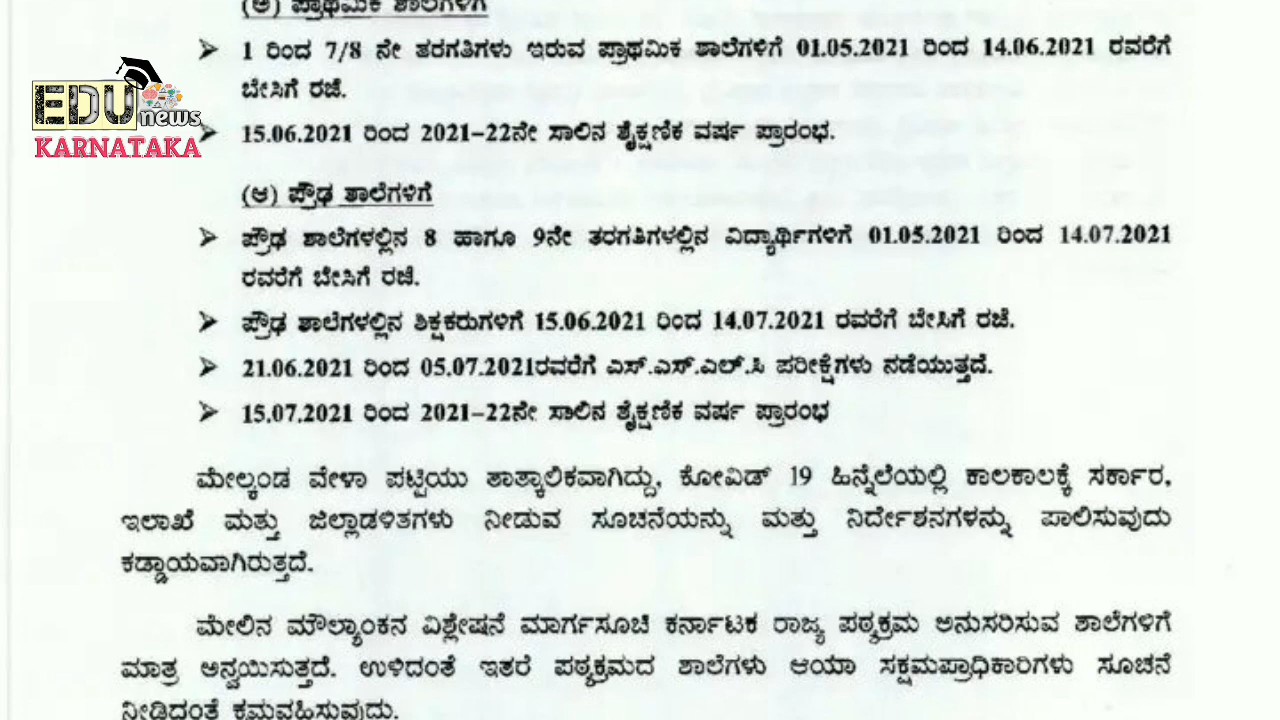 (ಅ) ಪ್ರಾಥಮಿಕ ಶಾಲೆಗಳಿಗೆ
➢ 1 ರಿಂದ 7/8 ನೇ ತರಗತಿಗಳು ಇರುವ ಪ್ರಾಥಮಿಕ ಶಾಲೆಗಳಿಗೆ 01.05.2021 ರಿಂದ 14.06.2021 ರವರೆಗೆ
ಬೇಸಿಗೆ ರಜೆ.
EDU news
KARNATAKA
➢ 15.06.2021 ರಿಂದ 2021-22ನೇ ಸಾಲಿನ ಶೈಕ್ಷಣಿಕ ವರ್ಷ ಪ್ರಾರಂಭ.
(ಆ) ಪ್ರೌಢ ಶಾಲೆಗಳಿಗೆ
➢ ಪ್ರೌಢ ಶಾಲೆಗಳಲ್ಲಿನ 8 ಹಾಗೂ 9ನೇ ತರಗತಿಗಳಲ್ಲಿನ ವಿದ್ಯಾರ್ಥಿಗಳಿಗೆ 01.05.2021 ರಿಂದ 14.07.2021
ರವರೆಗೆ ಬೇಸಿಗೆ ರಜೆ.
➢ ಪ್ರೌಢ ಶಾಲೆಗಳಲ್ಲಿನ ಶಿಕ್ಷಕರುಗಳಿಗೆ 15.06.2021 ರಿಂದ 14.07.2021 ರವರೆಗೆ ಬೇಸಿಗೆ ರಜೆ.
➢ 21.06.2021 ರಿಂದ 05.07.2021ರವರೆಗೆ ಎಸ್.ಎಸ್.ಎಲ್.ಸಿ ಪರೀಕ್ಷೆಗಳು ನಡೆಯುತ್ತದೆ.
➢ 15.07.2021 ರಿಂದ 2021-22ನೇ ಸಾಲಿನ ಶೈಕ್ಷಣಿಕ ವರ್ಷ ಪ್ರಾರಂಭ
ಮೇಲ್ಕಂಡ ವೇಳಾ ಪಟ್ಟಿಯು ತಾತ್ಕಾಲಿಕವಾಗಿದ್ದು, ಕೋವಿಡ್ 19 ಹಿನ್ನೆಲೆಯಲ್ಲಿ ಕಾಲಕಾಲಕ್ಕೆ ಸರ್ಕಾರ,
ಇಲಾಖೆ ಮತ್ತು ಜಿಲ್ಲಾಡಳಿತಗಳು ನೀಡುವ ಸೂಚನೆಯನ್ನು ಮತ್ತು ನಿರ್ದೇಶನಗಳನ್ನು ಪಾಲಿಸುವುದು
ಕಡ್ಡಾಯವಾಗಿರುತ್ತದೆ.
ಮೇಲಿನ ಮೌಲ್ಯಾಂಕನ ವಿಶ್ಲೇಷನೆ ಮಾರ್ಗಸೂಚಿ ಕರ್ನಾಟಕ ರಾಜ್ಯ ಪಠ್ಯಕ್ರಮ ಅನುಸರಿಸುವ ಶಾಲೆಗಳಿಗೆ
ಮಾತ್ರ ಅನ್ವಯಿಸುತ್ತದೆ. ಉಳಿದಂತೆ ಇತರೆ ಪಠ್ಯಕ್ರಮದ ಶಾಲೆಗಳು ಆಯಾ ಸಕ್ಷಮಪ್ರಾಧಿಕಾರಿಗಳು ಸೂಚನೆ
ನೀಡಿದಂತೆ ಕ್ರಮವಹಿಸುವುದು.